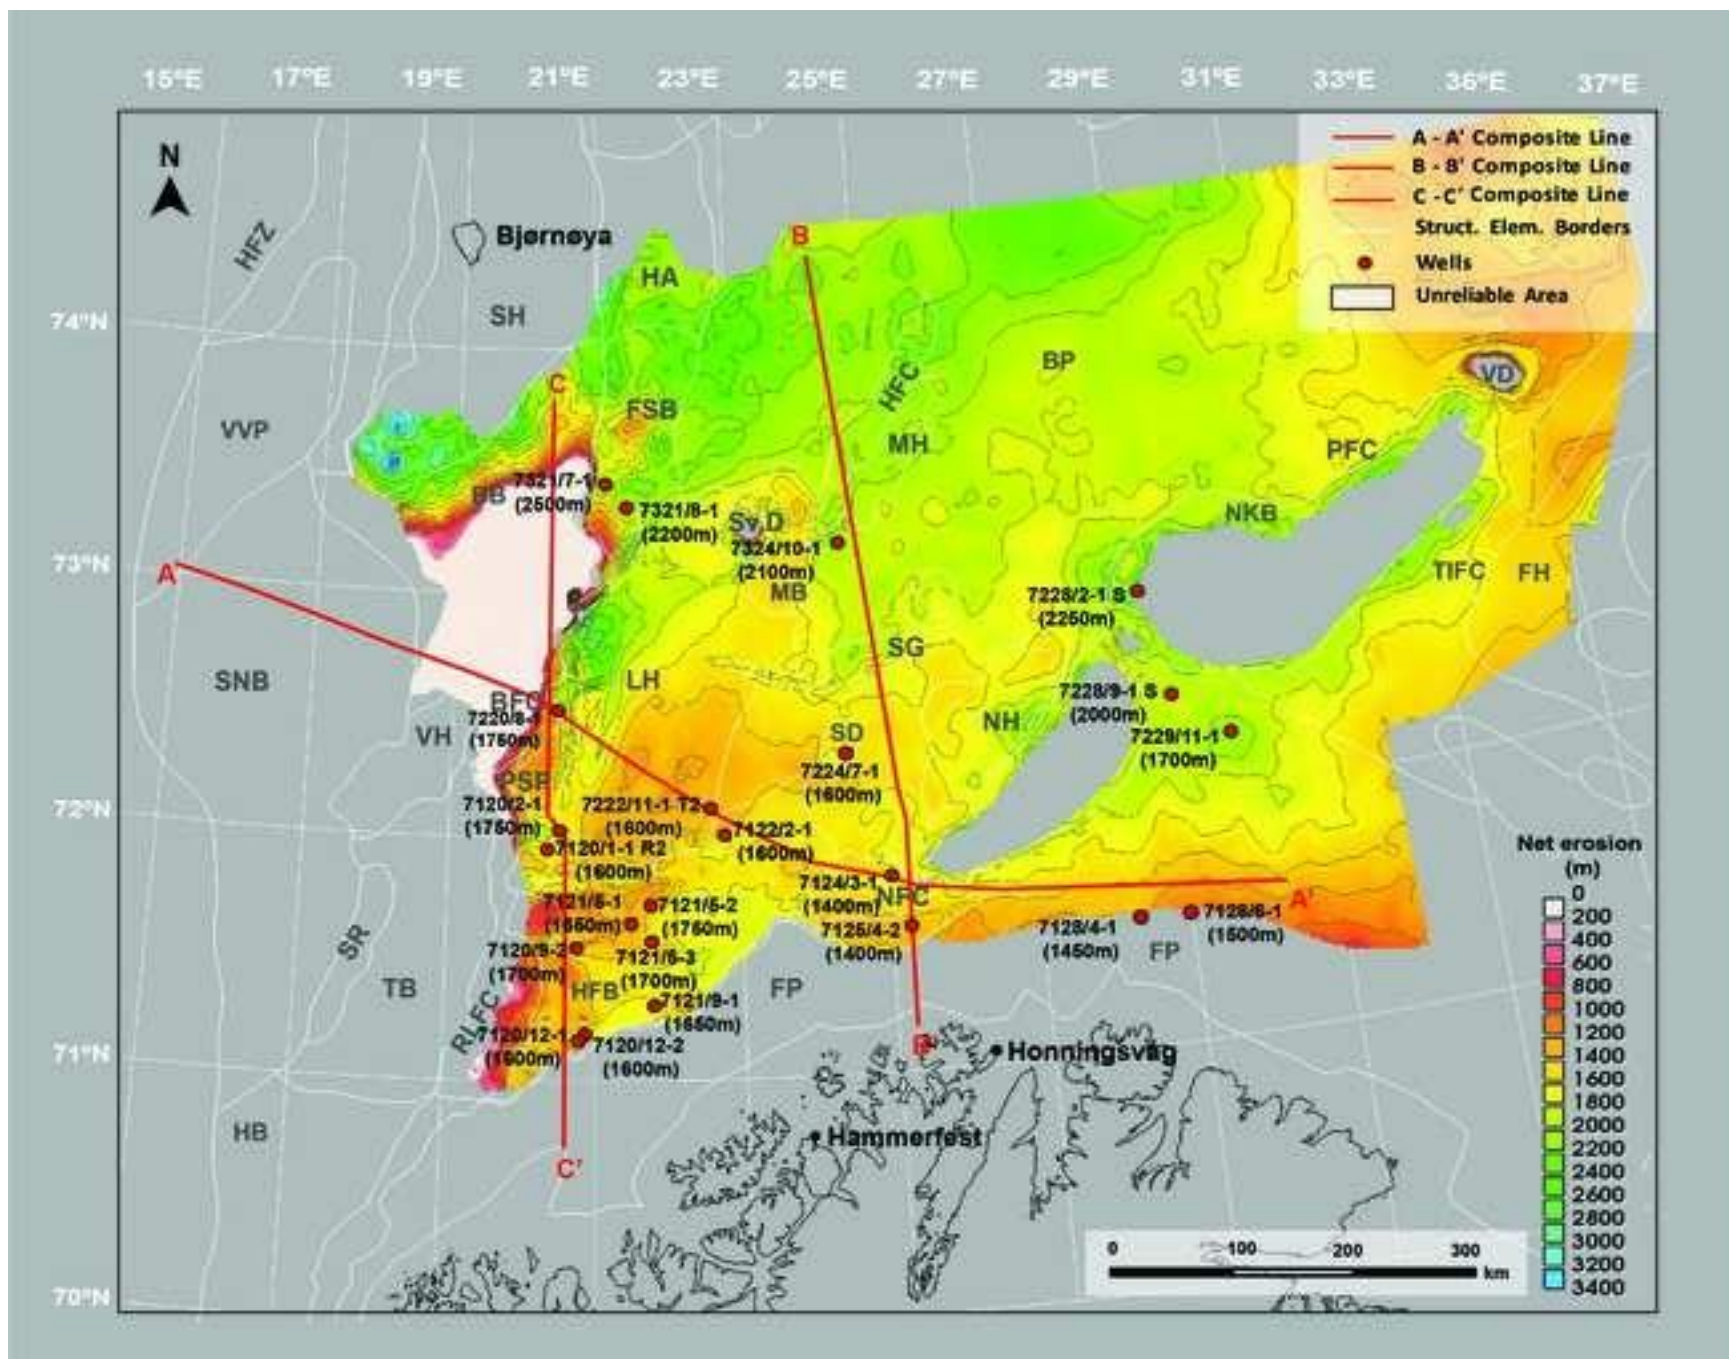 15°E 17°E 19°E 21°E 23°E 25°E 27°E 29°E 31°E 33°E 36°E 37°E
A - A' Composite Line
B - B' Composite Line
C - C' Composite Line
Struct. Elem. Borders
Wells
Unreliable Area
N
HFZ
Bjørnøya
B
HA
SH
74°N
BP
VD
C
HFC
FSB
VVP
MH
PFC
7321/7-1
(2500m)
BB
7321/8-1
(2200m)
Sv.D
NKB
7324/10-1
(2100m)
73°N
A
TIFC
FH
MB
7228/2-1 S
(2250m)
SG
SNB
LH
7228/9-1 S
(2000m)
BFC
7220/8-1
(1750m)
VH
NH
SD
7229/11-1
(1700m)
7224/7-1
(1600m)
PSP
72°N
7120/2-1
(1750m)
7222/11-1 T2
(1600m)
7122/2-1
(1600m)
7120/1-1 R2
(1600m)
7124/3-1
(1400m)
NFC
A'
7121/5-2
(1750m)
7128/6-1
(1500m)
7128/4-1
(1450m)
FP
7125/4-2
(1400m)
SR
7120/9-2
(1700m)
(1700m)
TB
HFB
FP
7121/9-1
(1650m)
RLFC
71°N
7120/12-1
7120/12-2
(1600m)
Honningsvåg
HB
Hammerfest
C'
70°N
0 100 200 300
km
Net erosion
(m)
0
200
400
600
800
1000
1200
1400
1600
1800
2000
2200
2400
2600
2800
3000
3200
3400